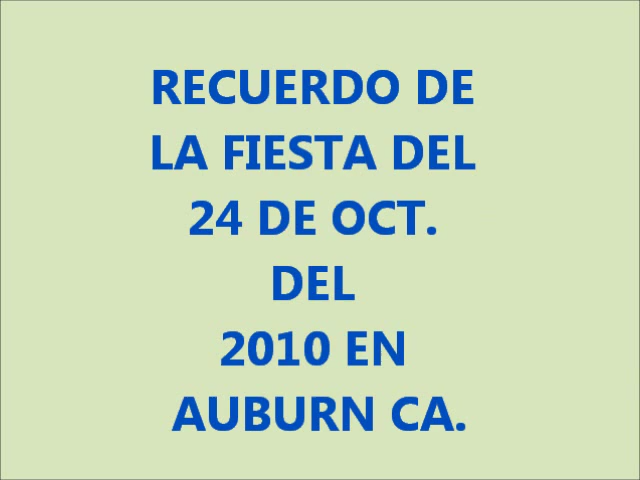 RECUERDO DE
LA FIESTA DEL
24 DE OCT.
DEL
2010 EN
AUBURN CA.